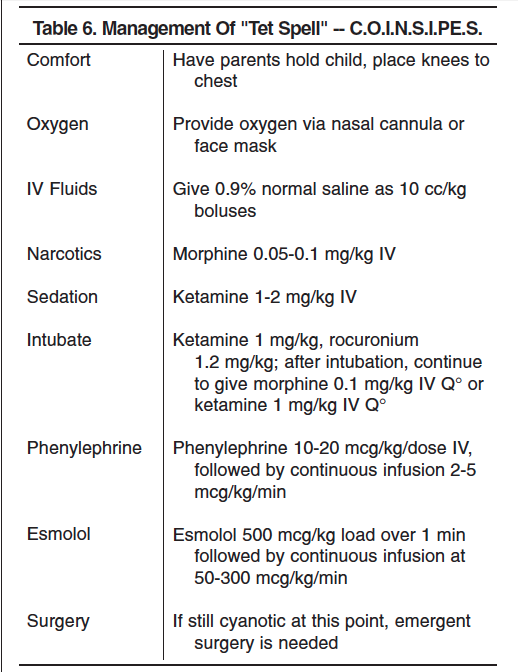 Table 6. Management Of "Tet Spell" -- C.O.I.N.S.I.PE.S.
Comfort Have parents hold child, place knees to
chest
Oxygen Provide oxygen via nasal cannula or
face mask
IV Fluids Give 0.9% normal saline as 10 cc/kg
boluses
Narcotics Morphine 0.05-0.1 mg/kg IV
Sedation Ketamine 1-2 mg/kg IV
Intubate Ketamine 1 mg/kg, rocuronium
1.2 mg/kg; after intubation, continue
to give morphine 0.1 mg/kg IV Q° or
ketamine 1 mg/kg IV Q°
Phenylephrine Phenylephrine 10-20 mcg/kg/dose IV,
followed by continuous infusion 2-5
mcg/kg/min
Esmolol Esmolol 500 mcg/kg load over 1 min
followed by continuous infusion at
50-300 mcg/kg/min
Surgery If still cyanotic at this point, emergent
surgery is needed